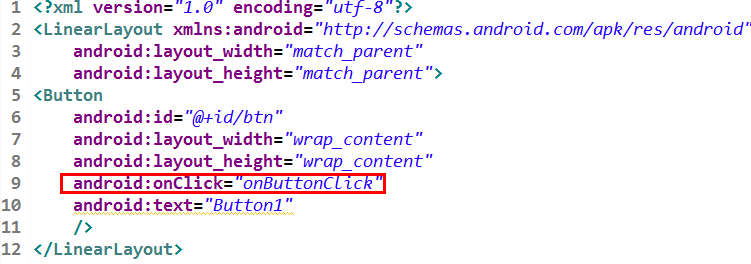 1 <?xml version="1.0" encoding="utf-8"?>
2 <LinearLayout xmlns:android="http://schemas.android.com/apk/res/android"
3 android:layout_width="match_parent"
4 android:layout_height="match_parent">
5 <Button
6 android:id="@+id/btn"
7 android:layout_width="wrap_content"
8 android:layout_height="wrap_content"
9 android:onClick="onButtonClick"
10 android:text="Button1"
11 />
12 </LinearLayout>